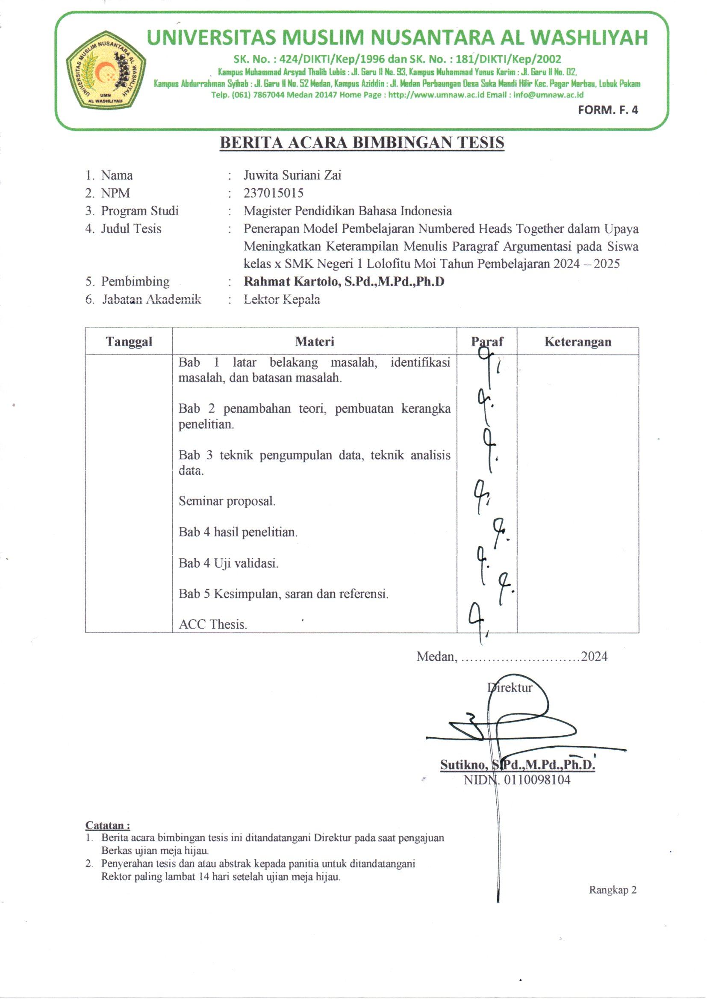 UNIVERSITAS MUSLIM NUSANTARA AL WASHLIYAH
SK. No. : 424/DIKTI/Kep/1996 dan SK. No. : 181/DIKTI/Kep/2002
Kampus Muhammad Arsyad Thalib Lubis : Jl. Garu II No. 93, Kampus Muhammad Yunus Karim : Jl. Garu II No. 02,
Kampus Abdurrahman Syihab : Jl. Garu II No. 52 Medan, Kampus Aziddin : Jl. Medan Perbaungan Desa Suka Mandi Hilir Kec. Pagar Merbau, Lubuk Pakam
Telp. (061) 7867044 Medan 20147 Home Page : http://www.umnaw.ac.id Email : info@umnaw.ac.id
UNIVERSITAS MUSLIM NUSANTARA AL WASHLIYAH
UMN
AL WASHLIYAH
FORM. F. 4
BERITA ACARA BIMBINGAN TESIS
1. Nama : Juwita Suriani Zai
2. NPM : 237015015
3. Program Studi : Magister Pendidikan Bahasa Indonesia
4. Judul Tesis : Penerapan Model Pembelajaran Numbered Heads Together dalam Upaya
Meningkatkan Keterampilan Menulis Paragraf Argumentasi pada Siswa
kelas x SMK Negeri 1 Lolofitu Moi Tahun Pembelajaran 2024 – 2025
5. Pembimbing : Rahmat Kartolo, S.Pd.,M.Pd.,Ph.D
6. Jabatan Akademik : Lektor Kepala
Tanggal Materi Paraf Keterangan
Bab 1 latar belakang masalah, identifikasi
masalah, dan batasan masalah.
Bab 2 penambahan teori, pembuatan kerangka
penelitian.
Bab 3 teknik pengumpulan data, teknik analisis
data.
Seminar proposal.
Bab 4 hasil penelitian.
Bab 4 Uji validasi.
Bab 5 Kesimpulan, saran dan referensi.
ACC Thesis.
Medan, ...........................2024
Direktur
Sutikno, S.Pd.,M.Pd.,Ph.D.
NIDN. 0110098104
Catatan :
1. Berita acara bimbingan tesis ini ditandatangani Direktur pada saat pengajuan
Berkas ujian meja hijau.
2. Penyerahan tesis dan atau abstrak kepada panitia untuk ditandatangani
Rektor paling lambat 14 hari setelah ujian meja hijau.
Rangkap 2